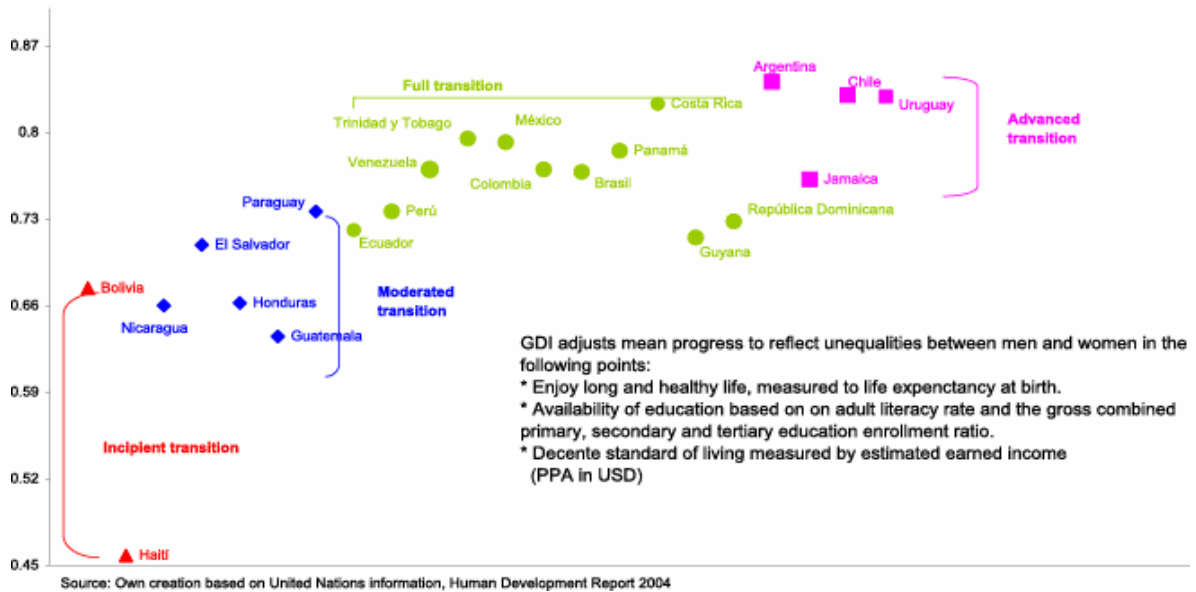 0.87
Argentina
Full transition
Chile
Costa Rica
Uruguay
México
Trinidad y Tobago
Advanced
transition
0.8
Panamá
Venezuela
Colombia
Brasil
Jamaica
Paraguay
Perú
República Dominicana
0.73
El Salvador
Ecuador
Guyana
Bolivia
Moderated
transition
Honduras
0.66
Nicaragua
Guatemala
GDI adjusts mean progress to reflect unequalities between men and women in the
following points:
* Enjoy long and healthy life, measured to life expenctancy at birth.
0.59
* Availability of education based on on adult literacy rate and the gross combined
primary, secondary and tertiary education enrollment ratio.
Incipient transition
* Decente standard of living measured by estimated earned income
(PPA in USD)
0.52
Haití
0.45
Source: Own creation based on United Nations information, Human Development Report 2004